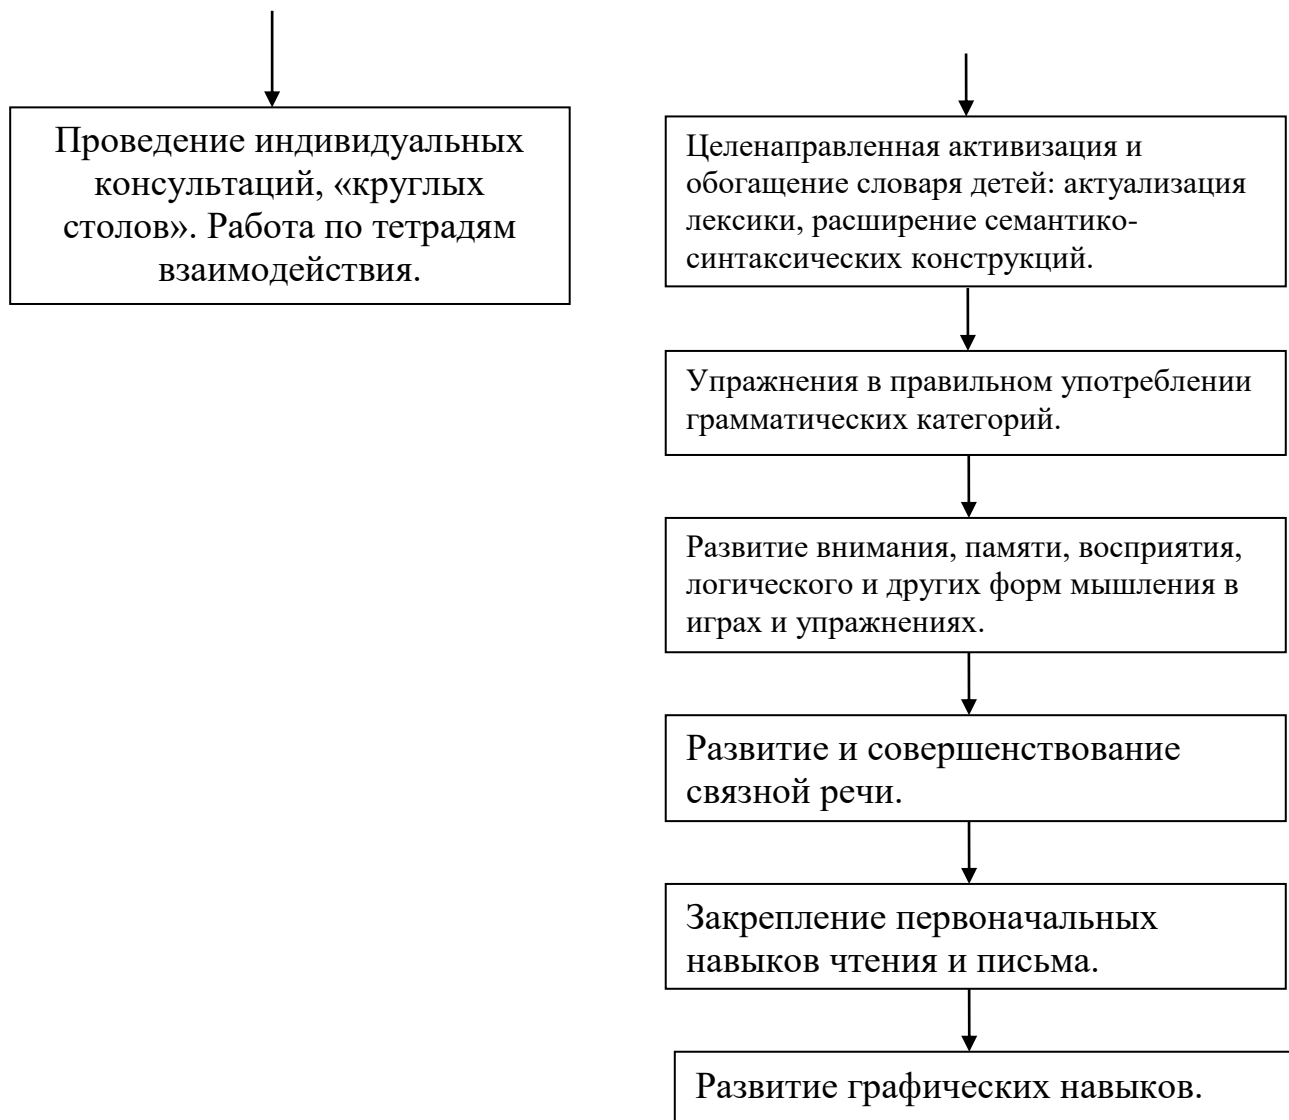 Проведение индивидуальных
консультаций, «круглых
столов». Работа по тетрадям
взаимодействия.
Целенаправленная активизация и
обогащение словаря детей: актуализация
лексики, расширение семантико-
синтаксических конструкций.
Упражнения в правильном употреблении
грамматических категорий.
Развитие внимания, памяти, восприятия,
логического и других форм мышления в
играх и упражнениях.
Развитие и совершенствование
связной речи.
Закрепление первоначальных
навыков чтения и письма.
Развитие графических навыков.